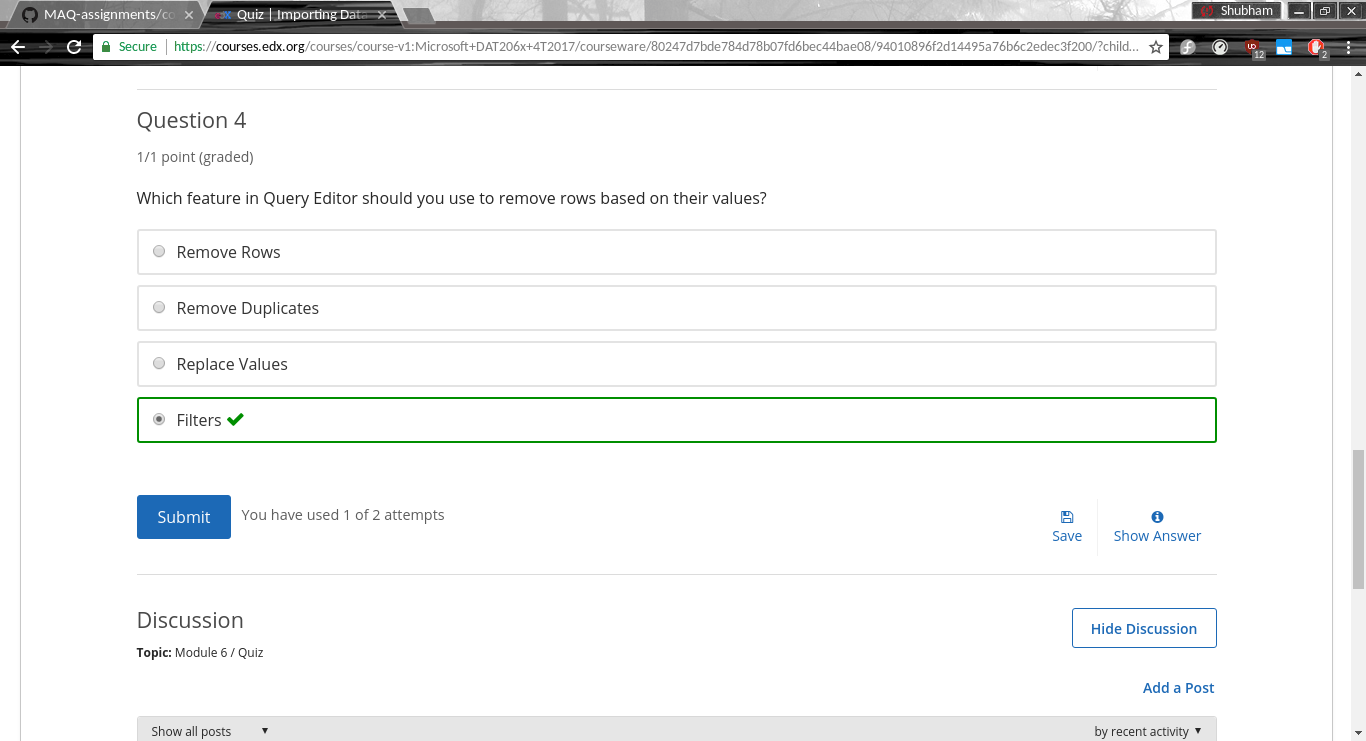 MAQ-assignments/co
Quiz | Importing Data
Shubham
Secure
https://courses.edx.org/courses/course-v1:Microsoft+DAT206x+4T2017/courseware/80247d7bde784d78b07fd6bec44bae08/94010896f2d14495a76b6c2edec3f200/?child...
12
2
Question 4
1/1 point (graded)
Which feature in Query Editor should you use to remove rows based on their values?
Remove Rows
Remove Duplicates
Replace Values
Filters
Submit
You have used 1 of 2 attempts
Save
Show Answer
Discussion
Hide Discussion
Topic: Module 6 / Quiz
Add a Post
Show all posts
by recent activity